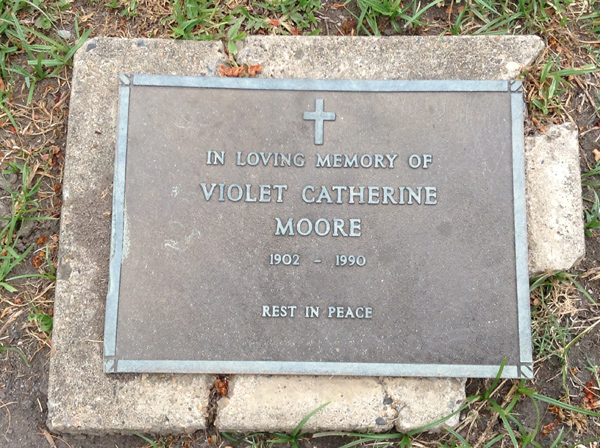 IN LOVING MEMORY OF
VIOLET CATHERINE
MOORE
1902 - 1990
REST IN PEACE